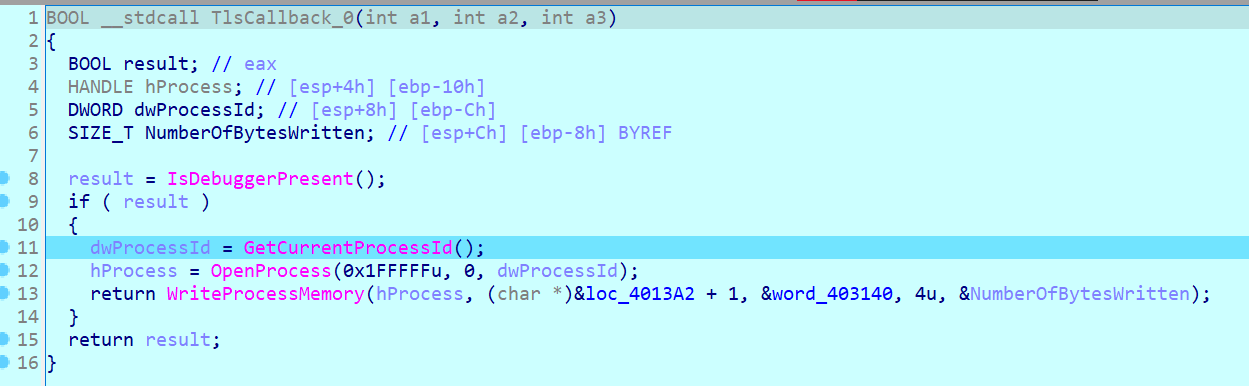 1 BOOL __stdcall TlsCallback_0(int a1, int a2, int a3)
2 {
3   BOOL result; // eax
4   HANDLE hProcess; // [esp+4h] [ebp-10h]
5   DWORD dwProcessId; // [esp+8h] [ebp-Ch]
6   SIZE_T NumberOfBytesWritten; // [esp+Ch] [ebp-8h] BYREF
7
8   result = IsDebuggerPresent();
9   if ( result )
10   {
11     dwProcessId = GetCurrentProcessId();
12     hProcess = OpenProcess(0x1FFFFFu, 0, dwProcessId);
13     return WriteProcessMemory(hProcess, (char *)&loc_4013A2 + 1, &word_403140, 4u, &NumberOfBytesWritten);
14   }
15   return result;
16 }